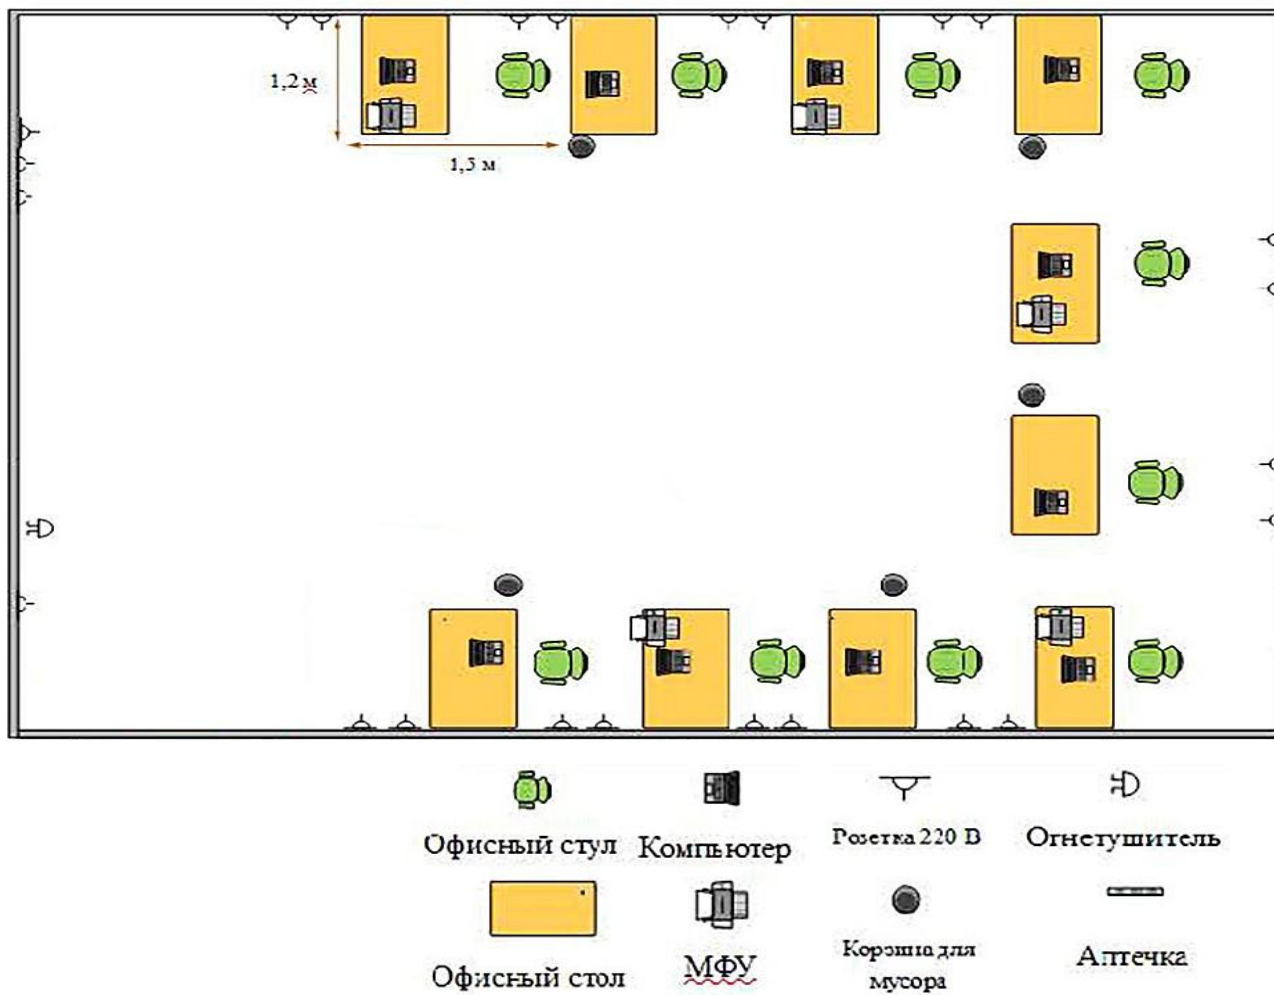 1,2 м
1,5 м
Офисный стул
Компьютер
Розетка 220 В
Огнетушитель
Офисный стол
МФУ
Корзина для
мусора
Аптечка